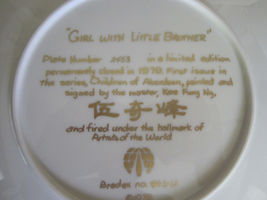 "GIRL WITH LITTLE BROTHER"
Plate Number 2953 in a limited edition
permanently closed in 1979. First issue in
the series, Children of Aberdeen, painted and
signed by the master, Kee Fung Ng,
伍奇峰
and fired under the hallmark of
Artists of the World
Bradex no.